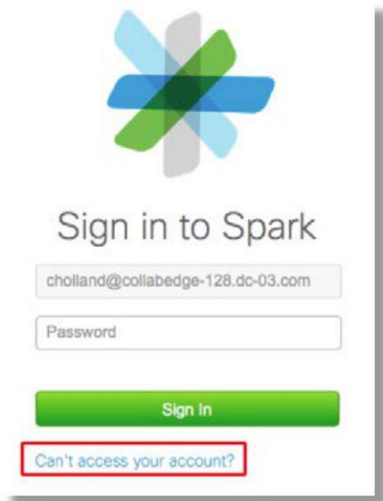 Sign in to Spark
cholland@collabedge-128.dc-03.com
Password
Sign In
Can't access your account?